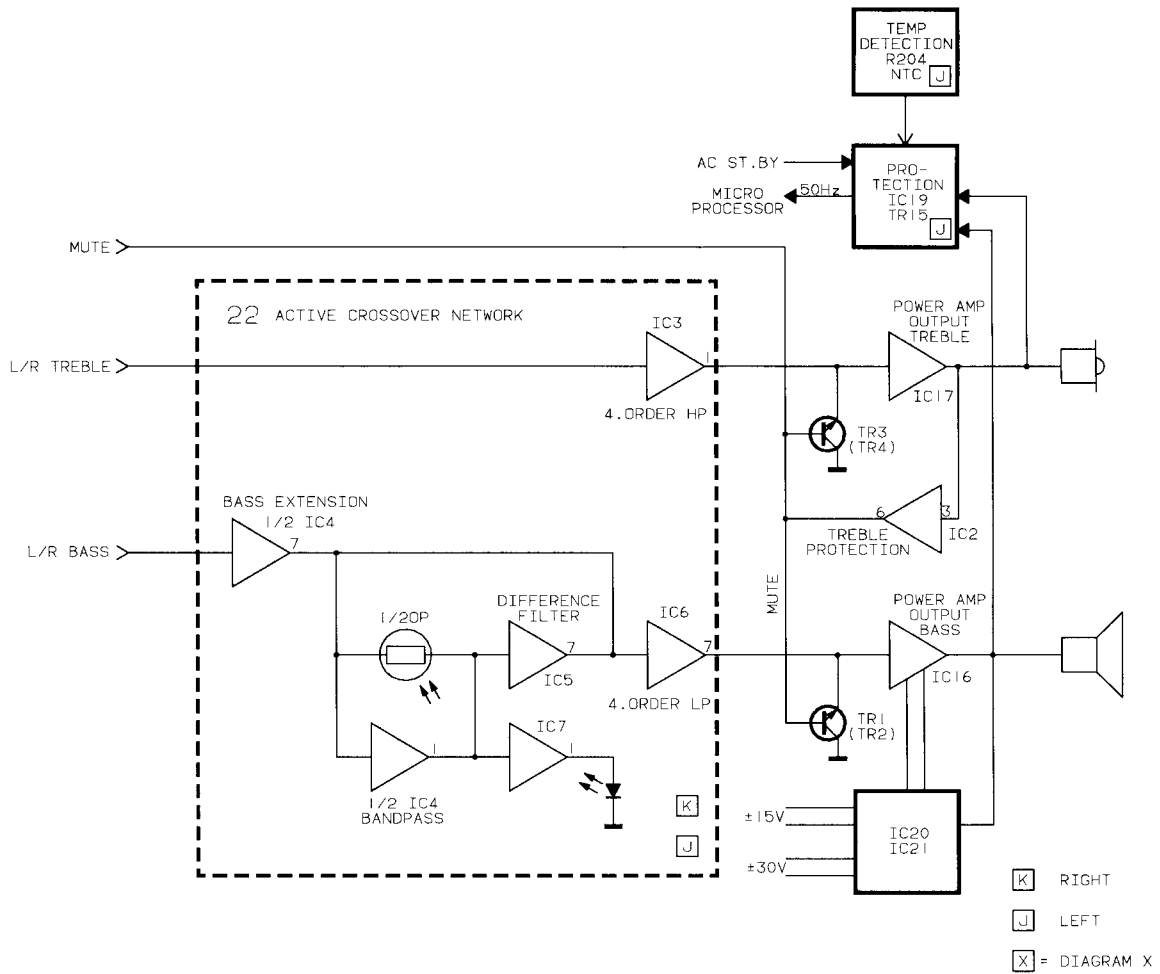 TEMP
DETECTION
R204
NTC J
AC ST.BY
MICRO
PROCESSOR
50Hz
PRO-
TECTION
IC19
TR15
J
MUTE
22 ACTIVE CROSSOVER NETWORK
L/R TREBLE
IC3
1
4.ORDER HP
POWER AMP
OUTPUT
TREBLE
IC17
TR3
(TR4)
6
3
IC2
TREBLE
PROTECTION
BASS EXTENSION
1/2 IC4
7
L/R BASS
MUTE
1/2OP
DIFFERENCE
FILTER
7
IC5
IC6
7
4.ORDER LP
POWER AMP
OUTPUT
BASS
IC16
TR1
(TR2)
1
1/2 IC4
BANDPASS
IC7
1
K
J
±15V
±30V
IC20
IC21
K RIGHT
J LEFT
X = DIAGRAM X